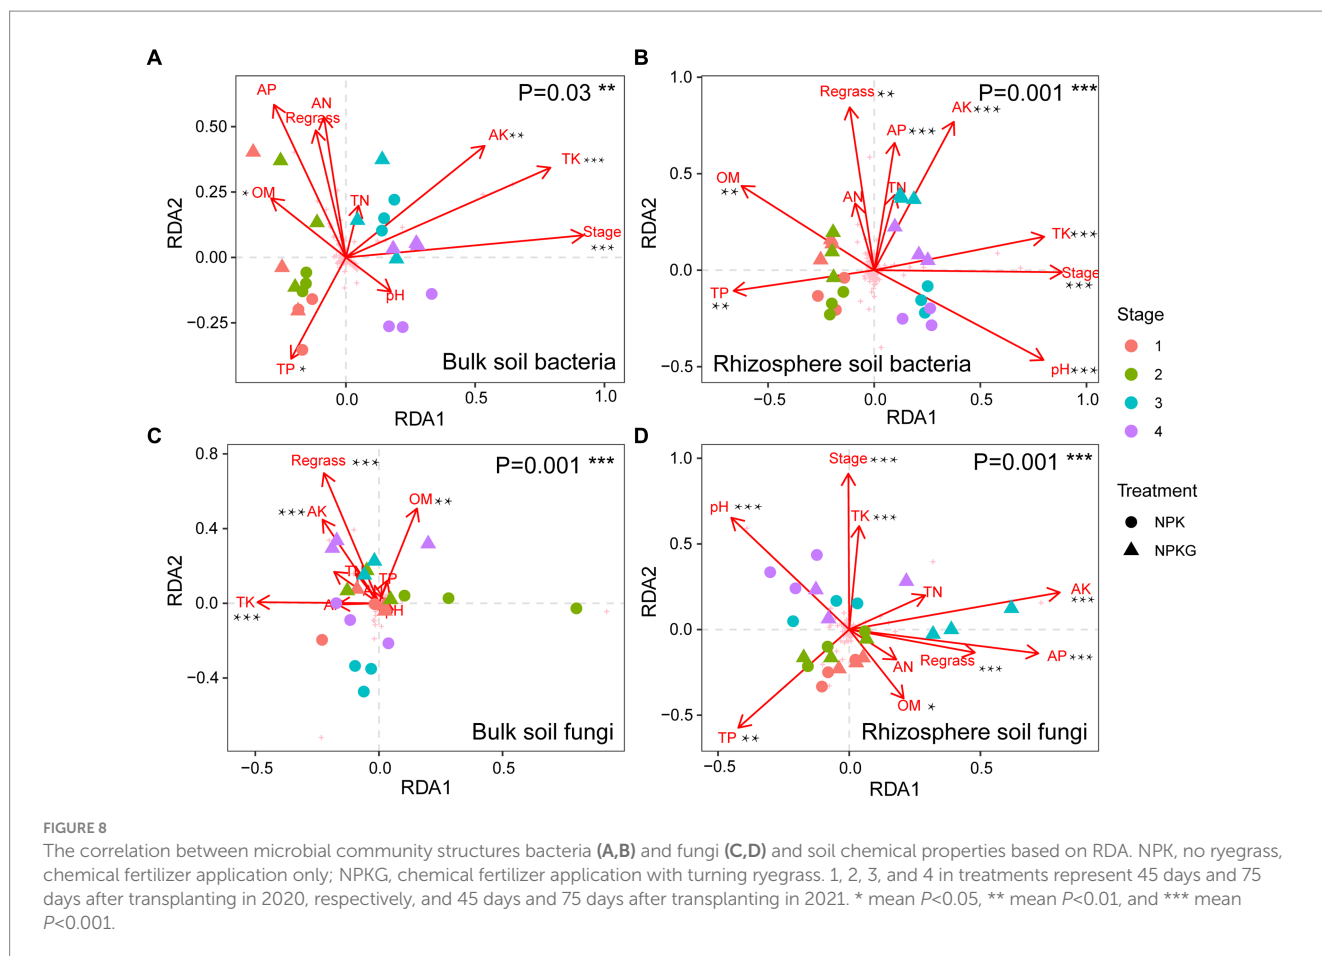 A
P=0.03 **
AP
AN
Regrass
AK**
TK***
* OM
TN
Stage
***
pH
TP *
Bulk soil bacteria
0.50
0.25
0.00
−0.25
RDA2
0.0
0.5
1.0
RDA1
B
P=0.001 ***
Regrass**
AK***
AP***
OM
**
AN
TN
TK***
Stage
***
TP
**
pH***
Rhizosphere soil bacteria
1.0
0.5
0.0
−0.5
RDA2
−0.5
0.0
0.5
1.0
RDA1
C
P=0.001 ***
Regrass ***
OM**
***AK
TP
TK
***
Bulk soil fungi
0.8
0.4
0.0
−0.4
RDA2
−0.5
0.0
0.5
RDA1
D
P=0.001 ***
Stage***
pH ***
TK***
TN
AK
***
AP***
AN
Regrass
***
OM *
TP **
Rhizosphere soil fungi
1.0
0.5
0.0
−0.5
RDA2
−0.5
0.0
0.5
RDA1
Stage
1
2
3
4
Treatment
NPK
NPKG
FIGURE 8
The correlation between microbial community structures bacteria (A,B) and fungi (C,D) and soil chemical properties based on RDA. NPK, no ryegrass,
chemical fertilizer application only; NPKG, chemical fertilizer application with turning ryegrass. 1, 2, 3, and 4 in treatments represent 45 days and 75
days after transplanting in 2020, respectively, and 45 days and 75 days after transplanting in 2021. * mean P<0.05, ** mean P<0.01, and *** mean
P<0.001.